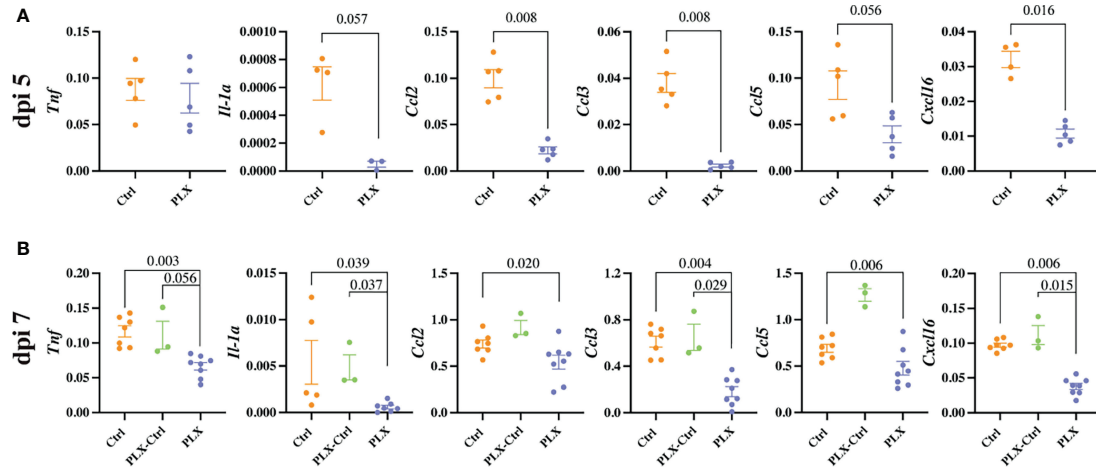 A
dpi 5
Tnf
0.15
0.10
0.05
0.00
Ctrl
PLX
Il-1a
0.0010
0.0008
0.0006
0.0004
0.0002
0.0000
0.057
Ctrl
PLX
Ccl2
0.15
0.10
0.05
0.00
0.008
Ctrl
PLX
Ccl3
0.06
0.04
0.02
0.00
0.008
Ctrl
PLX
Ccl5
0.15
0.10
0.05
0.00
0.056
Ctrl
PLX
Cxcl16
0.04
0.03
0.02
0.01
0.00
0.016
Ctrl
PLX
B
dpi 7
Tnf
0.20
0.15
0.10
0.05
0.00
0.003
0.056
Ctrl
PLX-Ctrl
PLX
Il-1a
0.015
0.010
0.005
0.000
0.039
0.037
Ctrl
PLX-Ctrl
PLX
Ccl2
1.5
1.0
0.5
0.0
0.020
Ctrl
PLX-Ctrl
PLX
Ccl3
1.2
0.9
0.6
0.3
0.0
0.004
0.029
Ctrl
PLX-Ctrl
PLX
Ccl5
1.5
1.0
0.5
0.0
0.006
Ctrl
PLX-Ctrl
PLX
Cxcl16
0.20
0.15
0.10
0.05
0.00
0.006
0.015
Ctrl
PLX-Ctrl
PLX